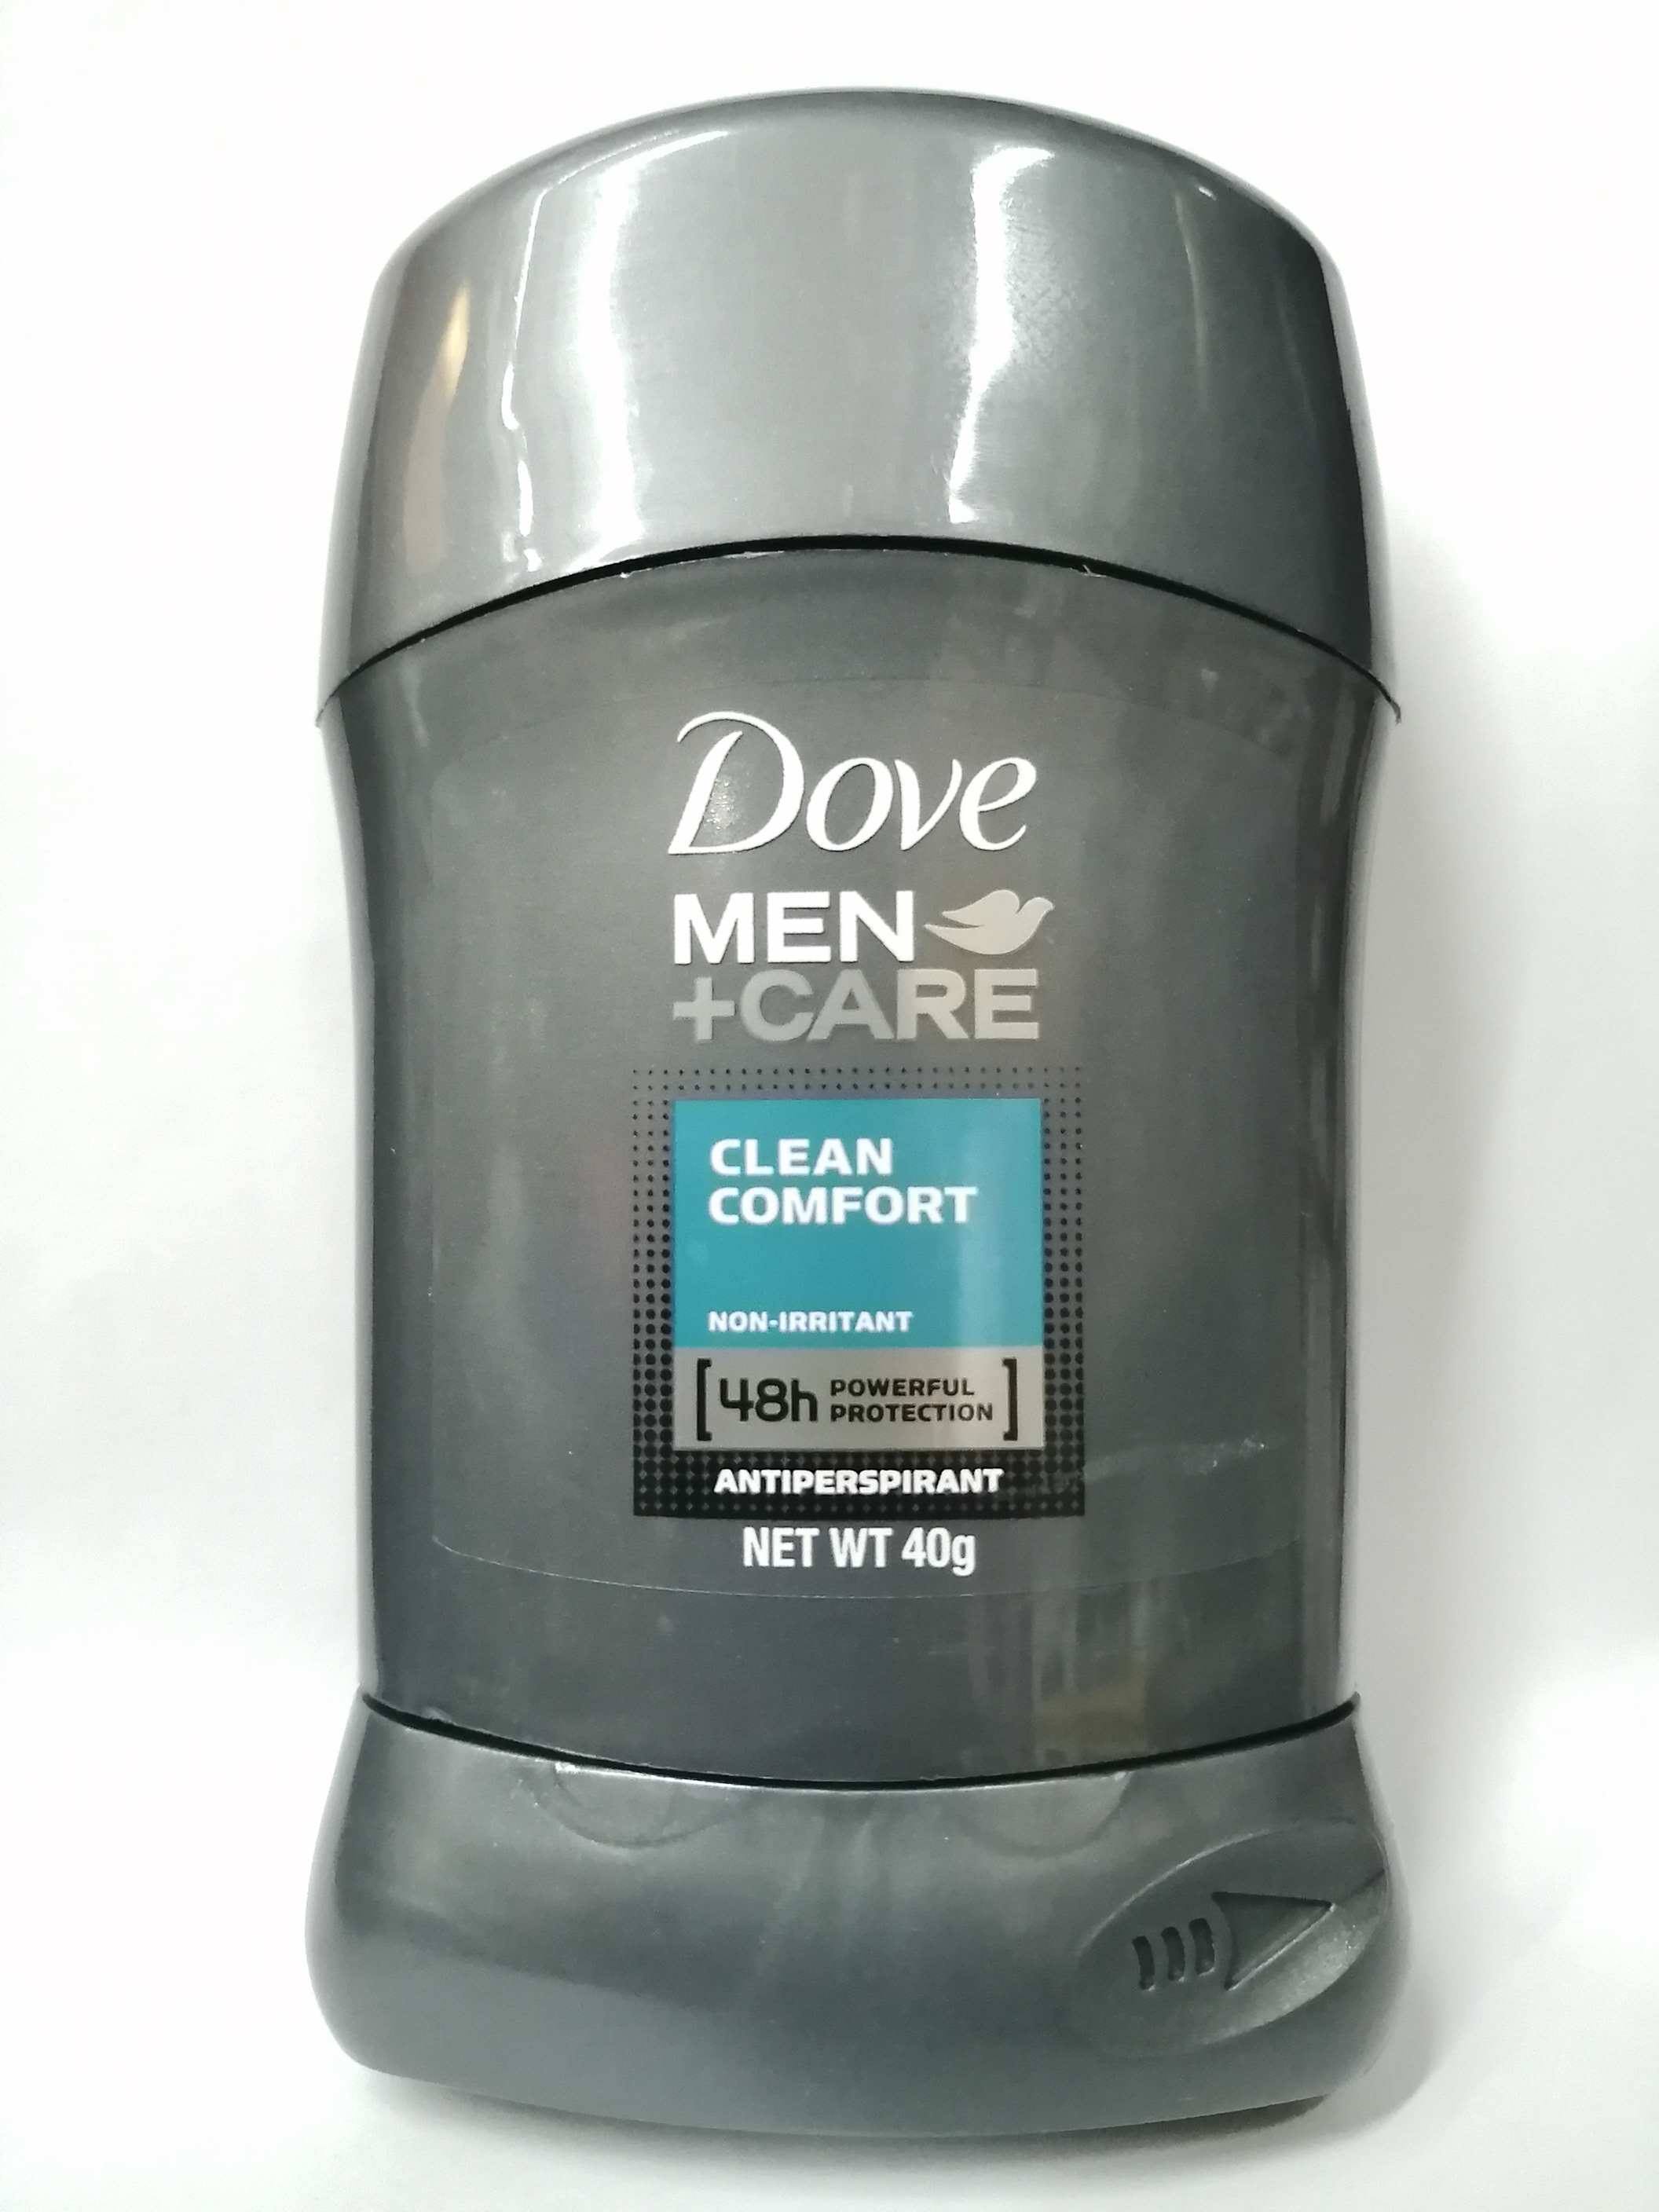 Dove
MEN
+CARE
CLEAN
COMFORT
NON-IRRITANT
[48h POWERFUL
PROTECTION]
ANTIPERSPIRANT
NET WT 40g